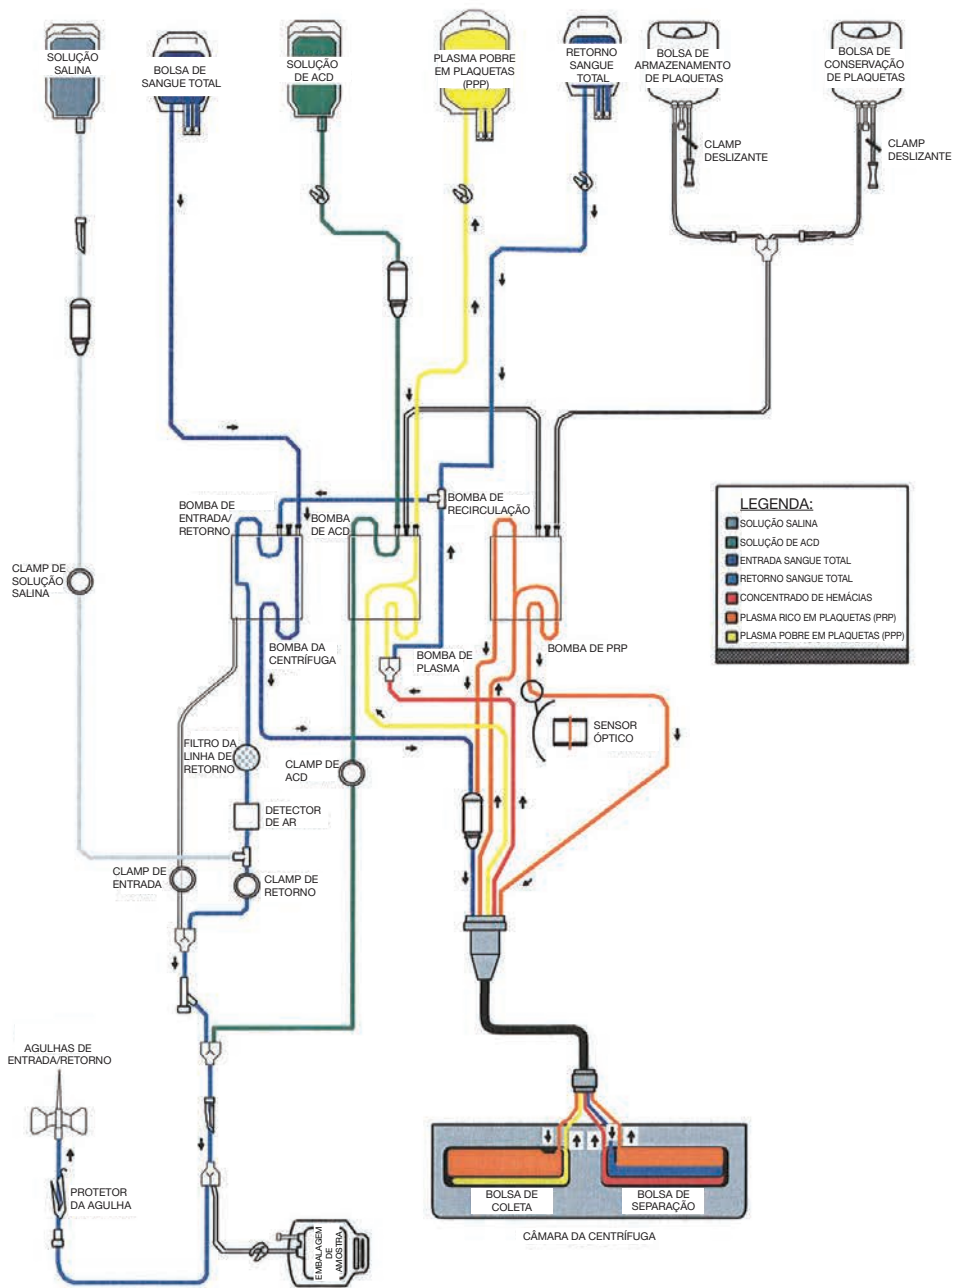 SOLUÇÃO
SALINA
BOLSA DE
SANGUE TOTAL
SOLUÇÃO
DE ACD
PLASMA POBRE
EM PLAQUETAS
(PPP)
RETORNO
SANGUE
TOTAL
BOLSA DE
ARMAZENAMENTO
DE PLAQUETAS
BOLSA DE
CONSERVAÇÃO
DE PLAQUETAS
CLAMP
DESLIZANTE
CLAMP
DESLIZANTE
BOMBA DE
ENTRADA/
RETORNO
BOMBA
DE ACD
BOMBA DE
RECIRCULAÇÃO
CLAMP DE
SOLUÇÃO
SALINA
BOMBA DA
CENTRÍFUGA
BOMBA DE
PLASMA
BOMBA DE PRP
LEGENDA:
SOLUÇÃO SALINA
SOLUÇÃO DE ACD
ENTRADA SANGUE TOTAL
RETORNO SANGUE TOTAL
CONCENTRADO DE HEMÁCIAS
PLASMA RICO EM PLAQUETAS (PRP)
PLASMA POBRE EM PLAQUETAS (PPP)
SENSOR
ÓPTICO
FILTRO DA
LINHA DE
RETORNO
CLAMP DE
ACD
DETECTOR
DE AR
CLAMP DE
ENTRADA
CLAMP DE
RETORNO
AGULHAS DE
ENTRADA/RETORNO
PROTETOR
DA AGULHA
EMBALAGEM
DE
AMOSTRA
BOLSA DE
COLETA
BOLSA DE
SEPARAÇÃO
CÂMARA DA CENTRÍFUGA